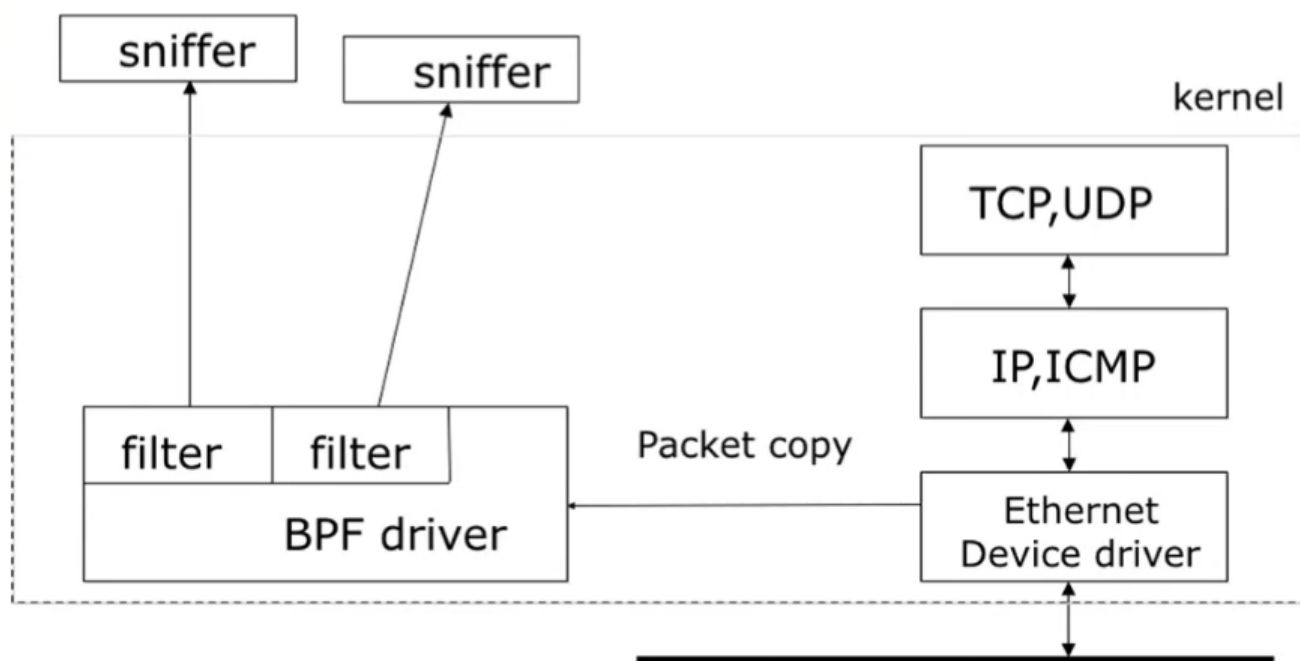 sniffer
sniffer
kernel
TCP,UDP
IP,ICMP
filter
filter
Packet copy
BPF driver
Ethernet
Device driver